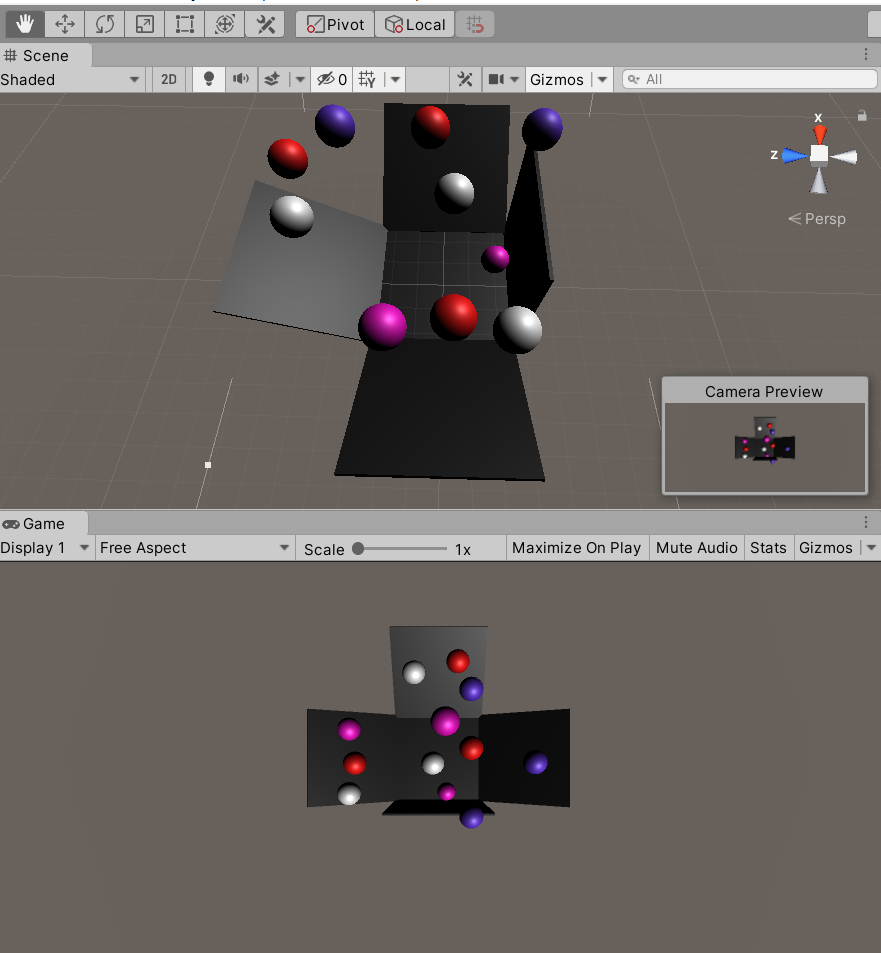 Pivot Local
Scene
Shaded 2D 0 Gizmos All
x
z
Persp
Camera Preview
Game
Display 1 Free Aspect Scale 1x Maximize On Play Mute Audio Stats Gizmos